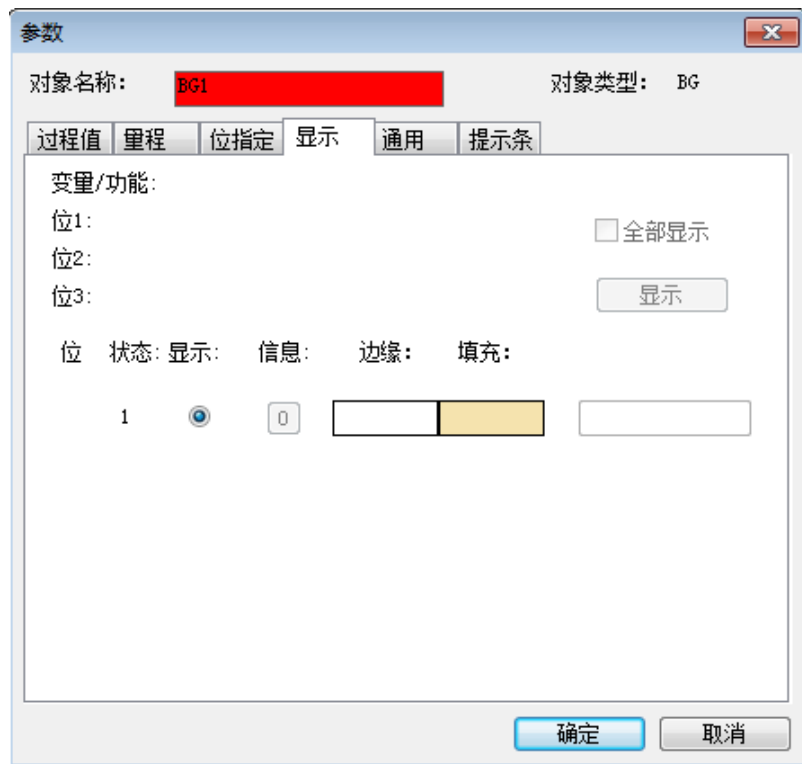 参数
对象名称： BG1 对象类型： BG
过程值 量程 位指定 显示 通用 提示条
变量/功能:
位1:
全部显示
位2:
位3:
显示
位 状态: 显示: 信息: 边缘： 填充：
1 0
确定 取消